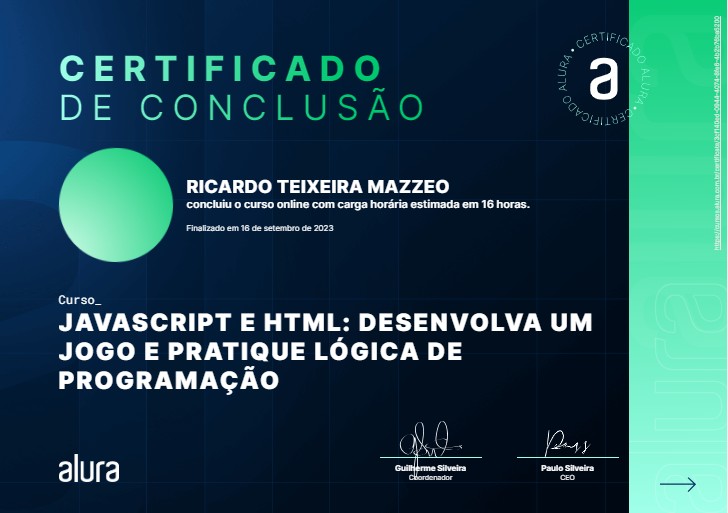 CERTIFICADO
DE CONCLUSÃO
CERTIFICADO ALURA • CERTIFICADO ALURA •
a
RICARDO TEIXEIRA MAZZEO
concluiu o curso online com carga horária estimada em 16 horas.
Finalizado em 16 de setembro de 2023
Curso_
JAVASCRIPT E HTML: DESENVOLVA UM
JOGO E PRATIQUE LÓGICA DE
PROGRAMAÇÃO
alura
Guilherme Silveira
Coordenador
Paulo Silveira
CEO
alura